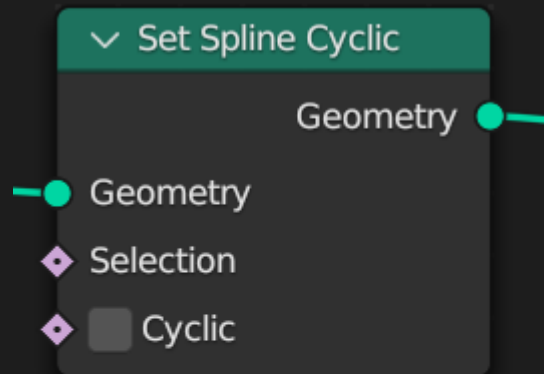 Set Spline Cyclic
Geometry
Geometry
Selection
Cyclic